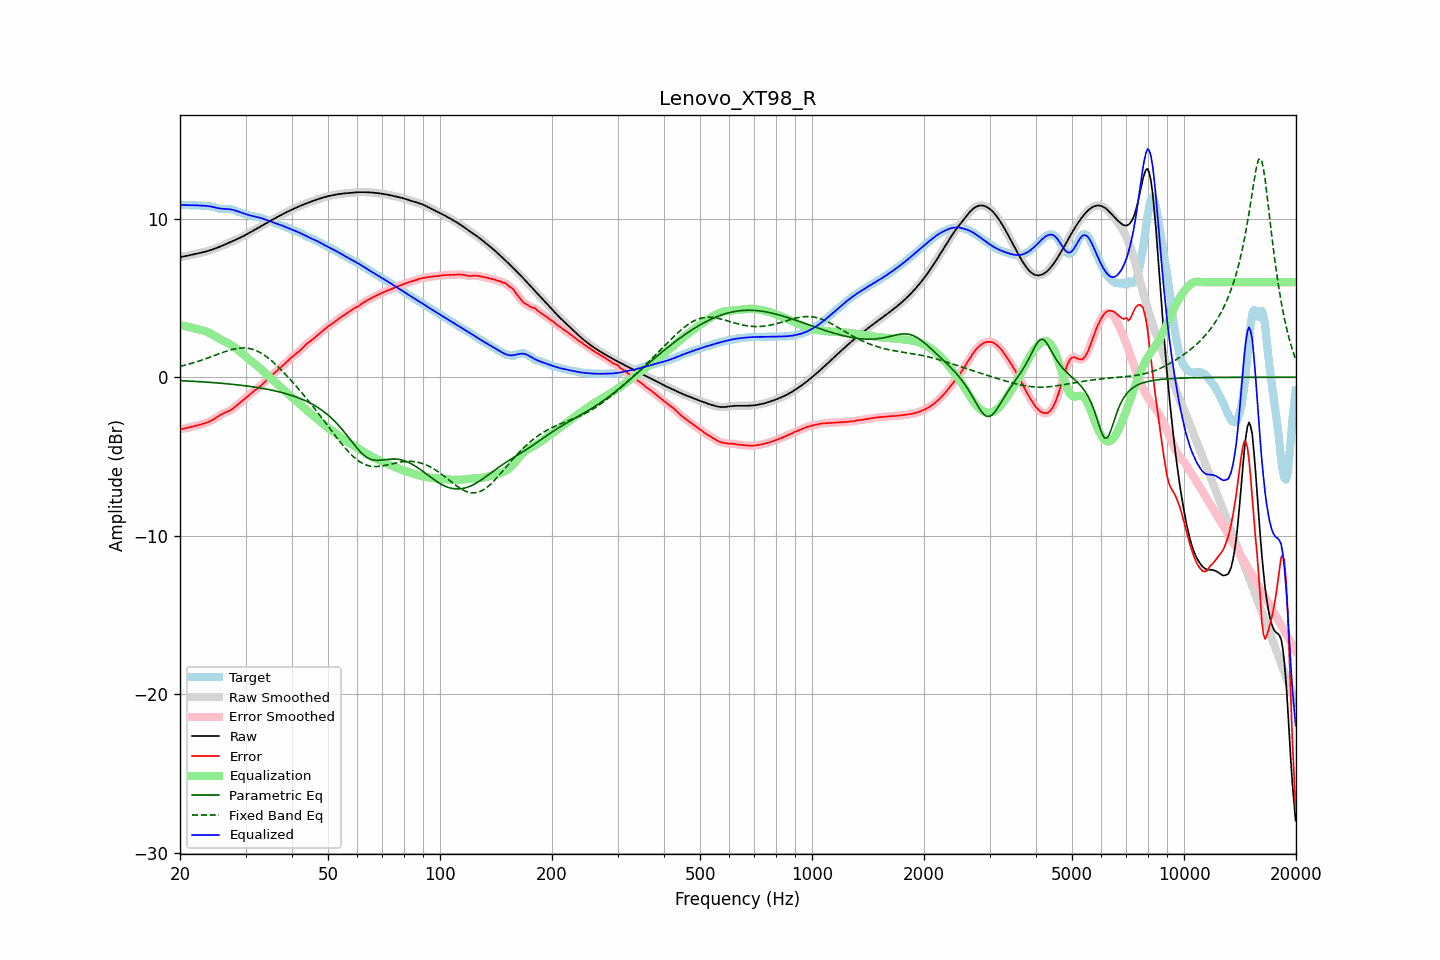 Lenovo_XT98_R
Amplitude (dBr)
10
0
−10
−20
−30
Target
Raw Smoothed
Error Smoothed
Raw
Error
Equalization
Parametric Eq
Fixed Band Eq
Equalized
20 50 100 200 500 1000 2000 5000 10000 20000
Frequency (Hz)